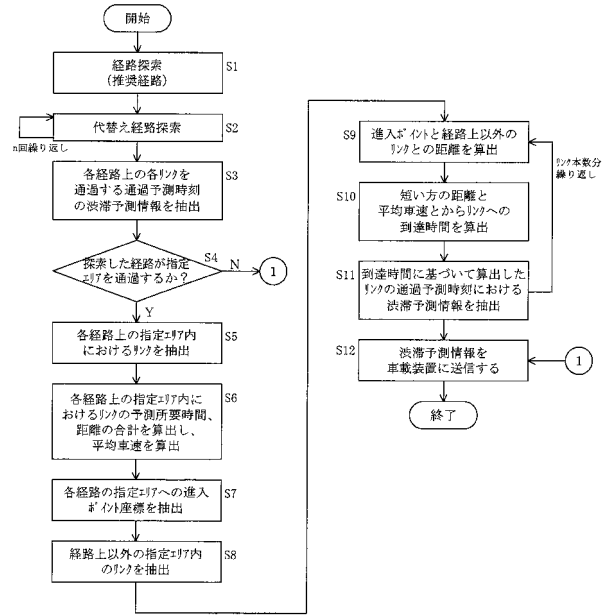 開始
経路探索
(推奨経路)
S1
代替え経路探索
S2
n回繰り返し
各経路上の各リンクを
通過する通過予測時刻
の渋滞予測情報を抽出
S3
探索した経路が指定
エリアを通過するか?
S4
N
1
Y
各経路上の指定エリア内
におけるリンクを抽出
S5
各経路上の指定エリア内に
おけるリンクの予測所要時間、
距離の合計を算出し、
平均車速を算出
S6
各経路の指定エリアへの進入
ポイント座標を抽出
S7
経路上以外の指定エリア内
のリンクを抽出
S8
S9
進入ポイントと経路上以外の
リンクとの距離を算出
リンク本数分
繰り返し
S10
短い方の距離と
平均車速とからリンクへの
到達時間を算出
S11
到達時間に基づいて算出した
リンクの通過予測時刻における
渋滞予測情報を抽出
S12
渋滞予測情報を
車載装置に送信する
1
終了